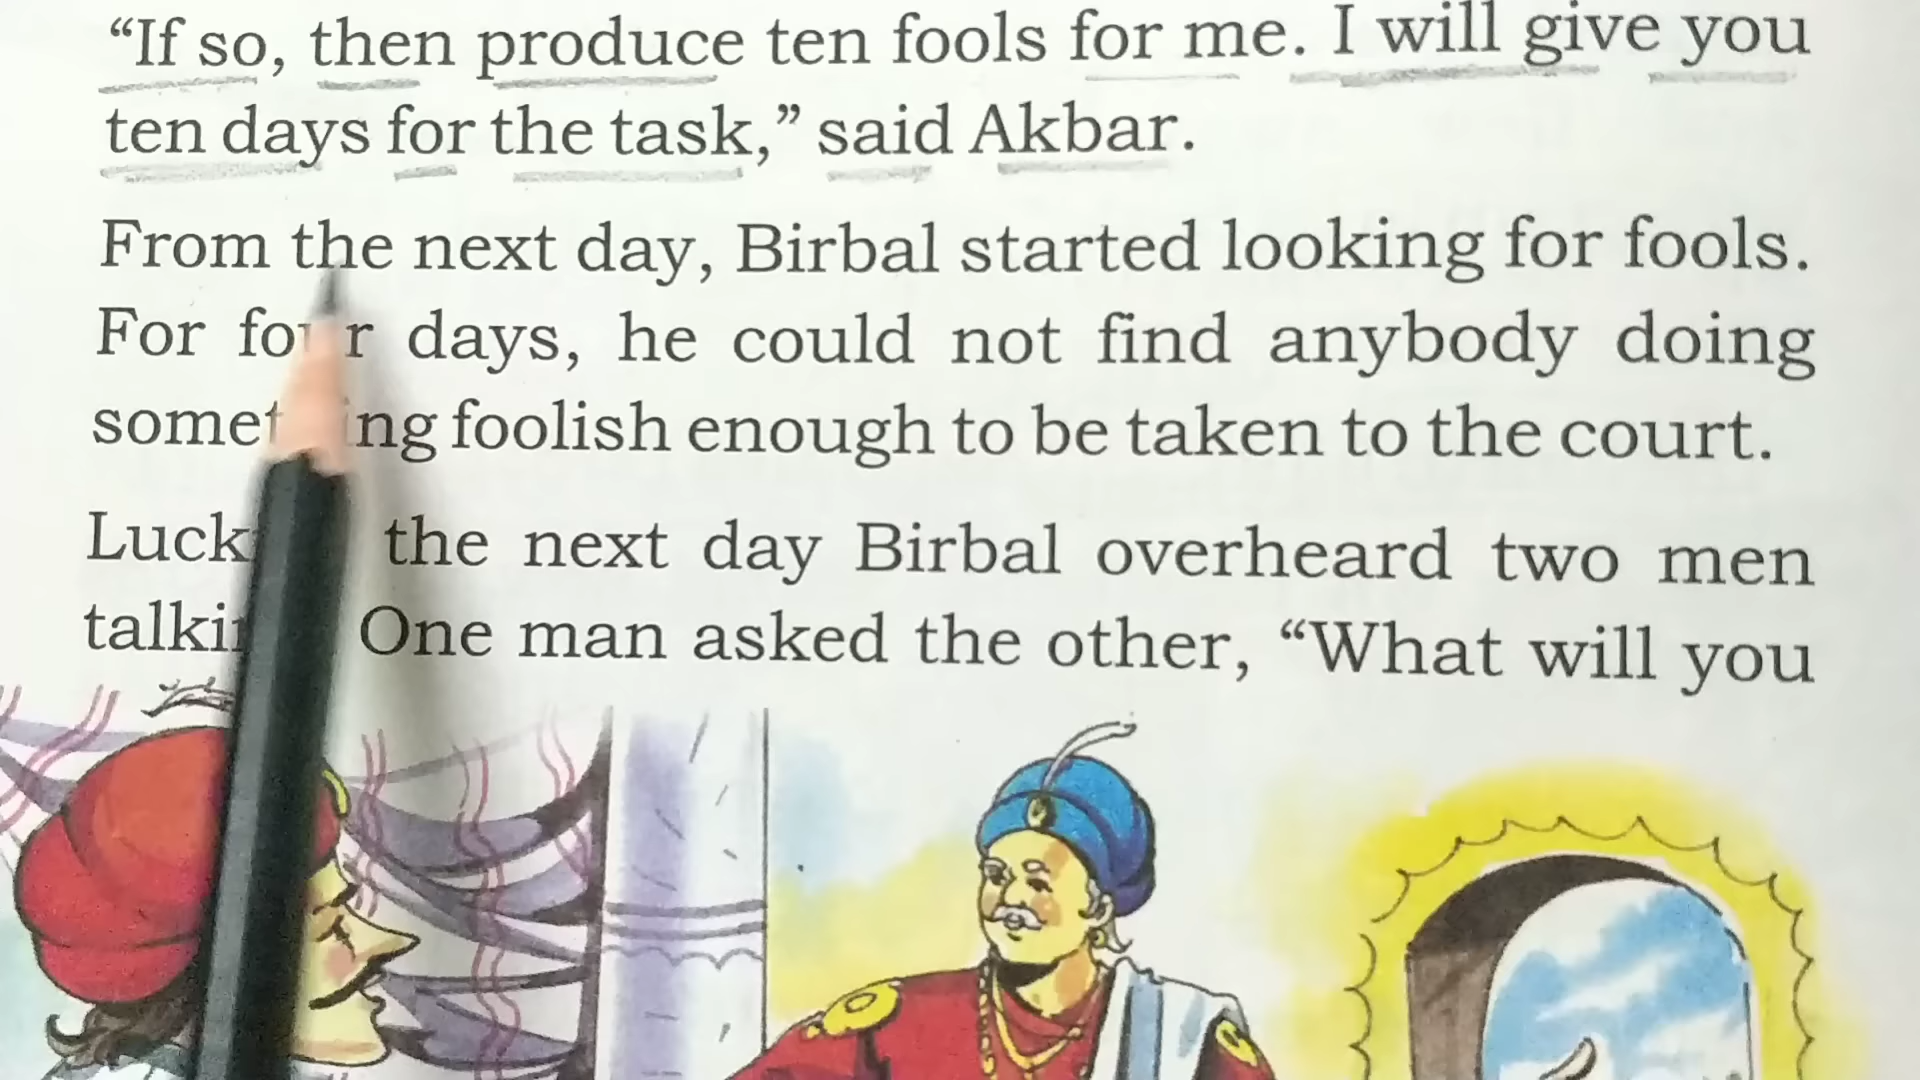 “If so, then produce ten fools for me. I will give you
ten days for the task,” said Akbar.
From the next day, Birbal started looking for fools.
For four days, he could not find anybody doing
something foolish enough to be taken to the court.
the next day Birbal overheard two men
One man asked the other, “What will you